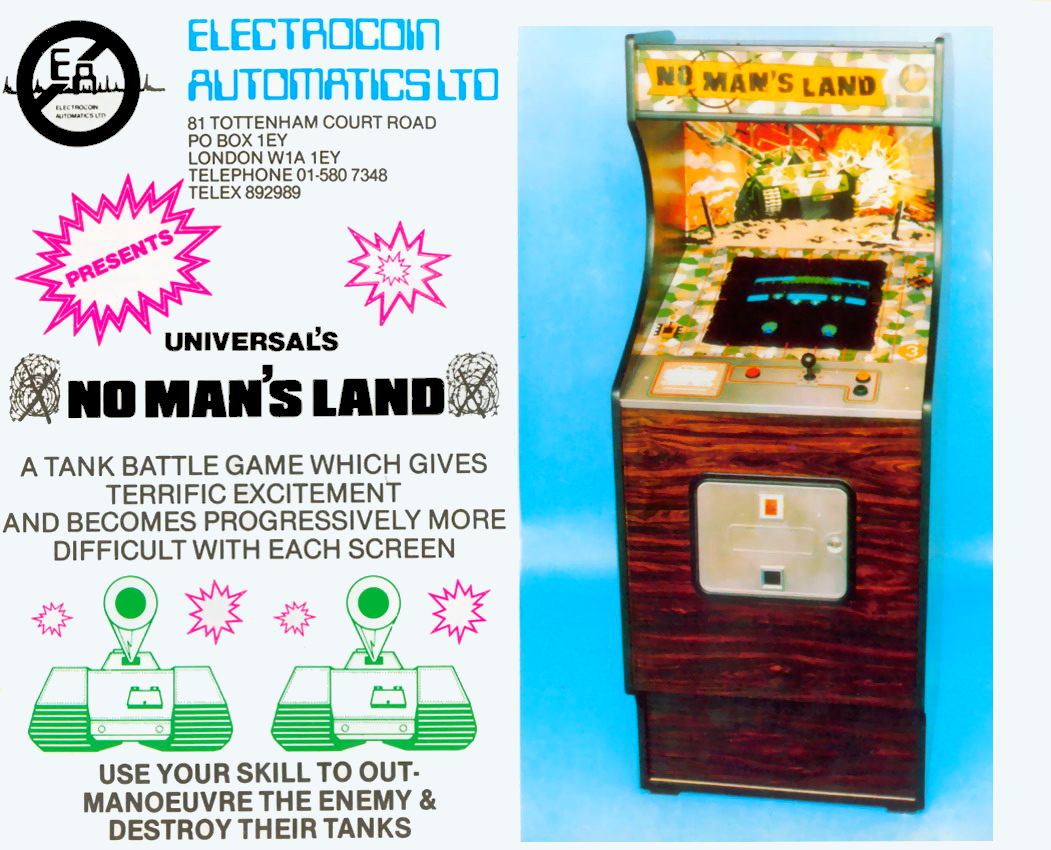 EA
ELECTROCOIN
AUTOMATICS LTD
ELECTROCOIN
AUTOMATICS LTD
81 TOTTENHAM COURT ROAD
PO BOX 1EY
LONDON W1A 1EY
TELEPHONE 01-580 7348
TELEX 892989
PRESENTS
UNIVERSAL'S
NO MAN'S LAND
A TANK BATTLE GAME WHICH GIVES
TERRIFIC EXCITEMENT
AND BECOMES PROGRESSIVELY MORE
DIFFICULT WITH EACH SCREEN
USE YOUR SKILL TO OUT-
MANOEUVRE THE ENEMY &
DESTROY THEIR TANKS
NO MAN'S LAND
3